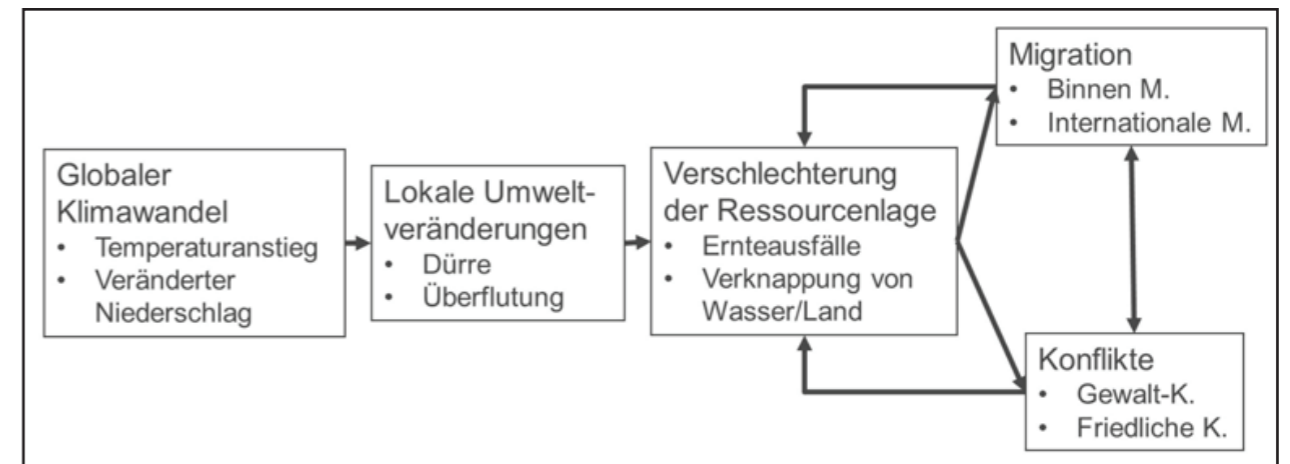 Globaler
Klimawandel
• Temperaturanstieg
• Veränderter
Niederschlag
Lokale Umwelt-
veränderungen
• Dürre
• Überflutung
Verschlechterung
der Ressourcenlage
• Ernteausfälle
• Verknappung von
Wasser/Land
Migration
• Binnen M.
• Internationale M.
Konflikte
• Gewalt-K.
• Friedliche K.